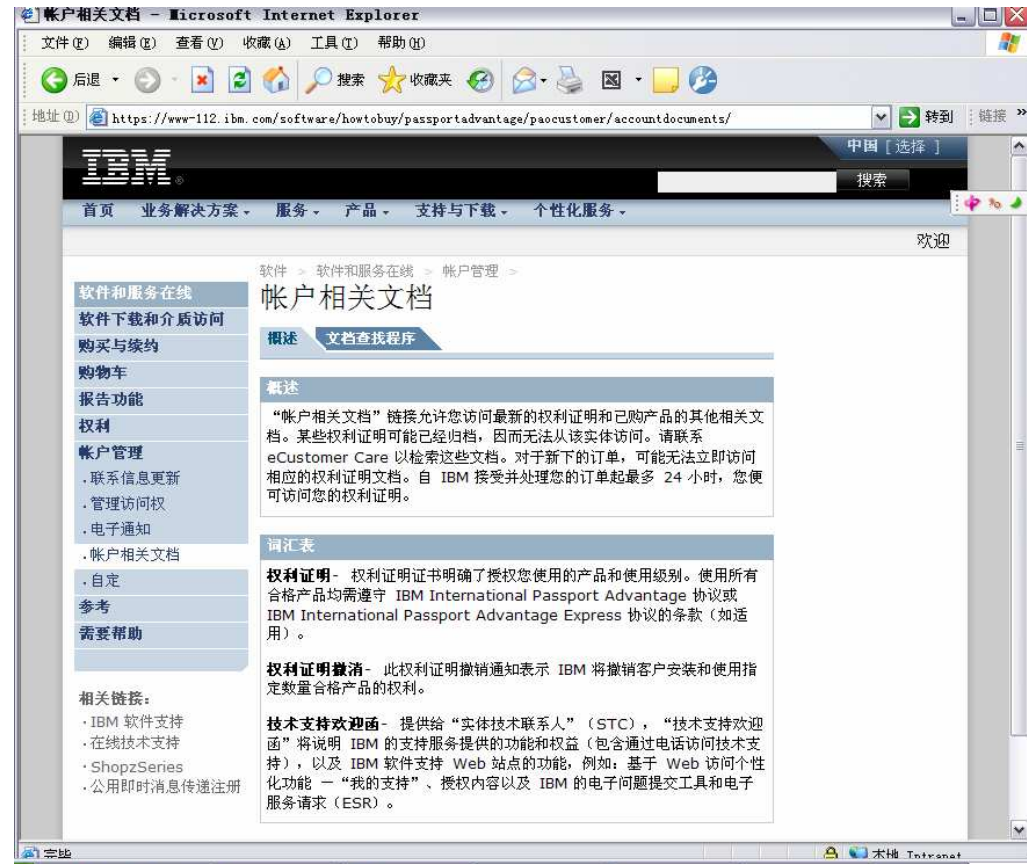 帐户相关文档 - Microsoft Internet Explorer
文件(F) 编辑(E) 查看(V) 收藏(A) 工具(T) 帮助(H)
后退 搜索 收藏夹
地址(D) https://www-112.ibm.com/software/howtobuy/passportadvantage/paocustomer/accountdocuments/ 转到 链接 »
中国 [ 选择 ]
IBM®
搜索
首页 业务解决方案 服务 产品 支持与下载 个性化服务
欢迎
软件 > 软件和服务在线 > 帐户管理 >
帐户相关文档
概述 文档查找程序
软件和服务在线
软件下载和介质访问
购买与续约
购物车
报告功能
权利
帐户管理
. 联系信息更新
. 管理访问权
. 电子通知
. 帐户相关文档
. 自定
参考
需要帮助
相关链接:
· IBM 软件支持
· 在线技术支持
· ShopzSeries
· 公用即时消息传递注册
概述
“帐户相关文档”链接允许您访问最新的权利证明和已购产品的其他相关文
档。某些权利证明可能已经归档，因而无法从该实体访问。请联系
eCustomer Care 以检索这些文档。对于新下的订单，可能无法立即访问
相应的权利证明文档。自 IBM 接受并处理您的订单起最多 24 小时，您便
可访问您的权利证明。
词汇表
权利证明- 权利证明证书明确了授权您使用的产品和使用级别。使用所有
合格产品均需遵守 IBM International Passport Advantage 协议或
IBM International Passport Advantage Express 协议的条款（如适
用）。
权利证明撤消- 此权利证明撤销通知表示 IBM 将撤销客户安装和使用指
定数量合格产品的权利。
技术支持欢迎函- 提供给“实体技术联系人”（STC），“技术支持欢迎
函”将说明 IBM 的支持服务提供的功能和权益（包含通过电话访问技术支
持），以及 IBM 软件支持 Web 站点的功能，例如：基于 Web 访问个性
化功能 — “我的支持”、授权内容以及 IBM 的电子问题提交工具和电子
服务请求（ESR）。
完毕 本地 Intranet